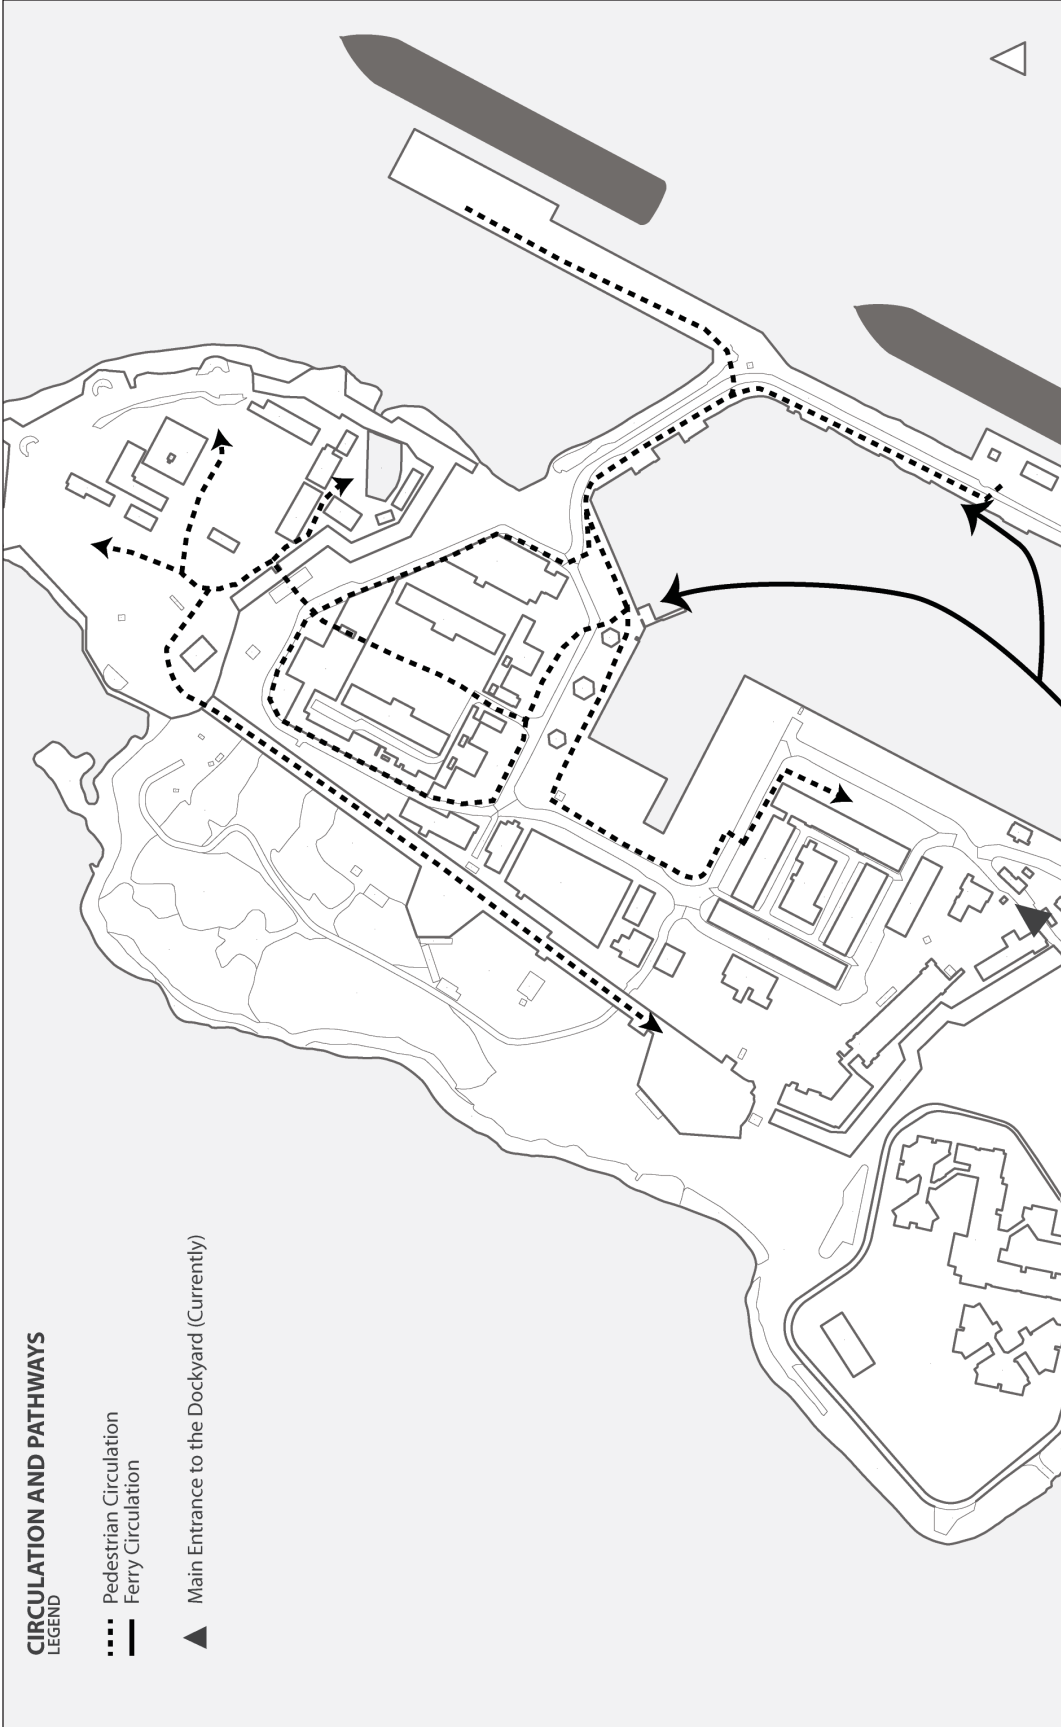 CIRCULATION AND PATHWAYS
LEGEND
Pedestrian Circulation
Ferry Circulation
Main Entrance to the Dockyard (Currently)